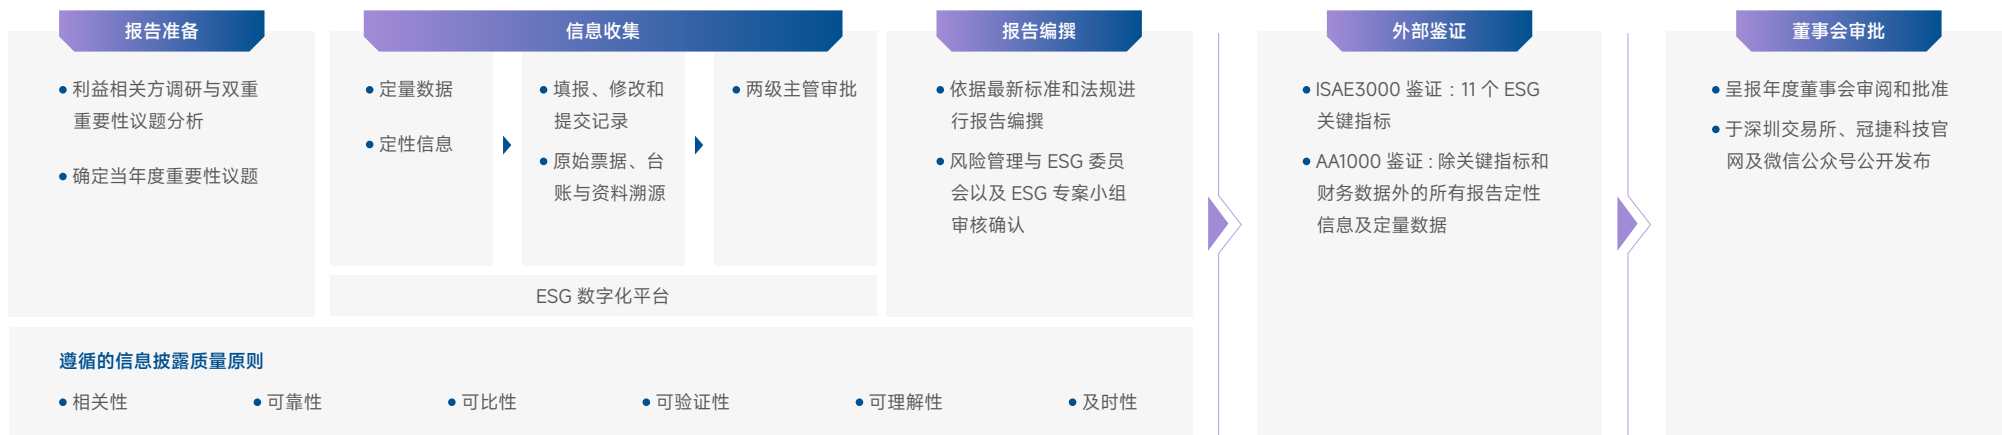 报告准备
利益相关方调研与双重
重要性议题分析
确定当年度重要性议题
信息收集
定量数据
定性信息
填报、修改和
提交记录
原始票据、台
账与资料溯源
两级主管审批
ESG 数字化平台
报告编撰
依据最新标准和法规进
行报告编撰
风险管理与 ESG 委员
会以及 ESG 专案小组
审核确认
遵循的信息披露质量原则
相关性
可靠性
可比性
可验证性
可理解性
及时性
外部鉴证
ISAE3000 鉴证：11 个 ESG
关键指标
AA1000 鉴证：除关键指标和
财务数据外的所有报告定性
信息及定量数据
董事会审批
呈报年度董事会审阅和批准
于深圳交易所、冠捷科技官
网及微信公众号公开发布